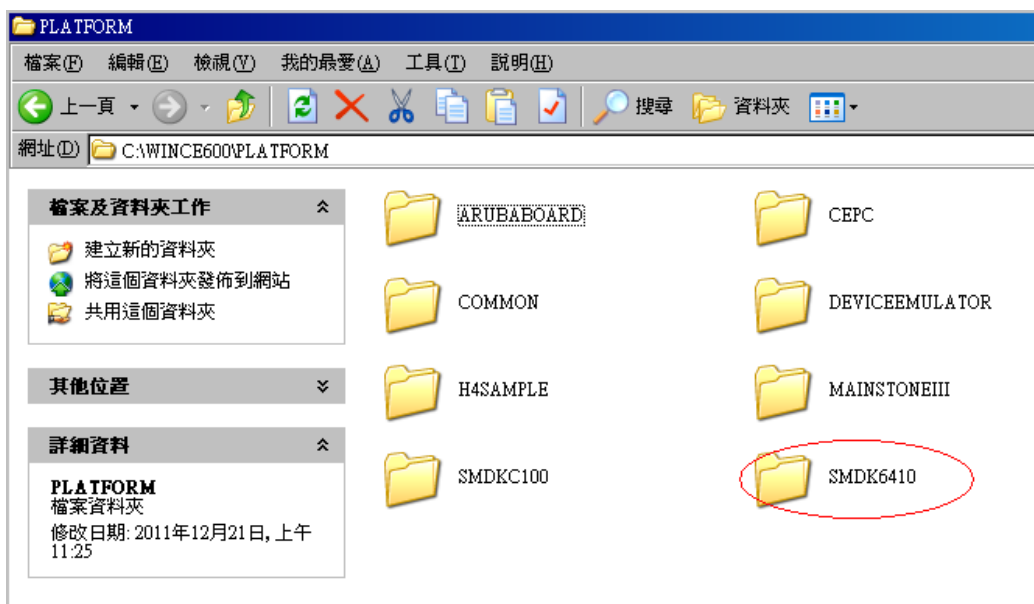 PLATFORM
檔案(F) 編輯(E) 檢視(V) 我的最愛(A) 工具(T) 說明(H)
上一頁 搜尋 資料夾
網址(D) C:\WINCE600\PLATFORM
檔案及資料夾工作
建立新的資料夾
將這個資料夾發佈到網站
共用這個資料夾
其他位置
詳細資料
PLATFORM
檔案資料夾
修改日期: 2011年12月21日, 上午
11:25
ARUBABOARD CEPC
COMMON DEVICEEMULATOR
H4SAMPLE MAINSTONEIII
SMDKC100 SMDK6410